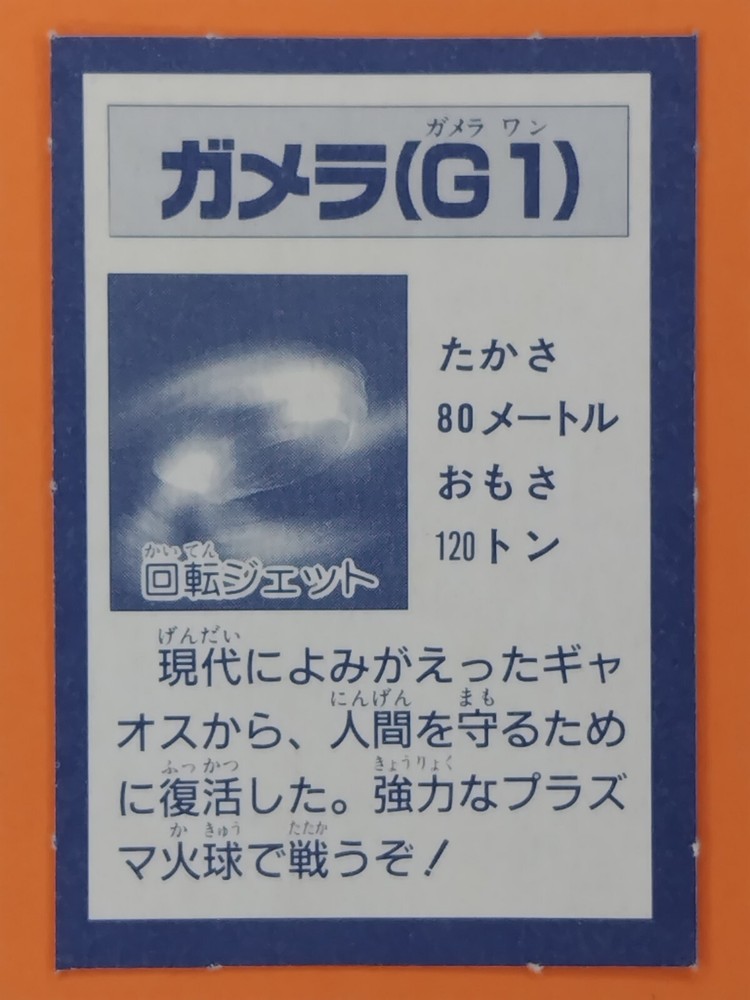 ガメラ ワン
ガメラ(G1)
たかさ
80メートル
おもさ
120トン
かいてん
回転ジェット
げんだい
現代によみがえったギャ
にんげん まも
オスから、人間を守るため
ふっかつ きょうりょく
に復活した。強力なプラズ
か きゅう たたか
マ火球で戦うぞ!